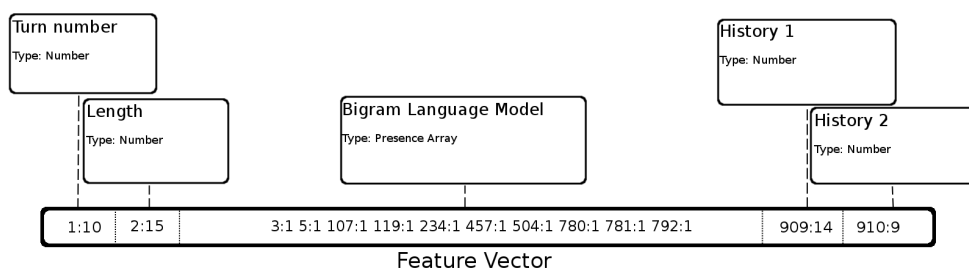 Turn number
Type: Number
Length
Type: Number
Bigram Language Model
Type: Presence Array
History 1
Type: Number
History 2
Type: Number
1:10 2:15 3:1 5:1 107:1 119:1 234:1 457:1 504:1 780:1 781:1 792:1 909:14 910:9
Feature Vector